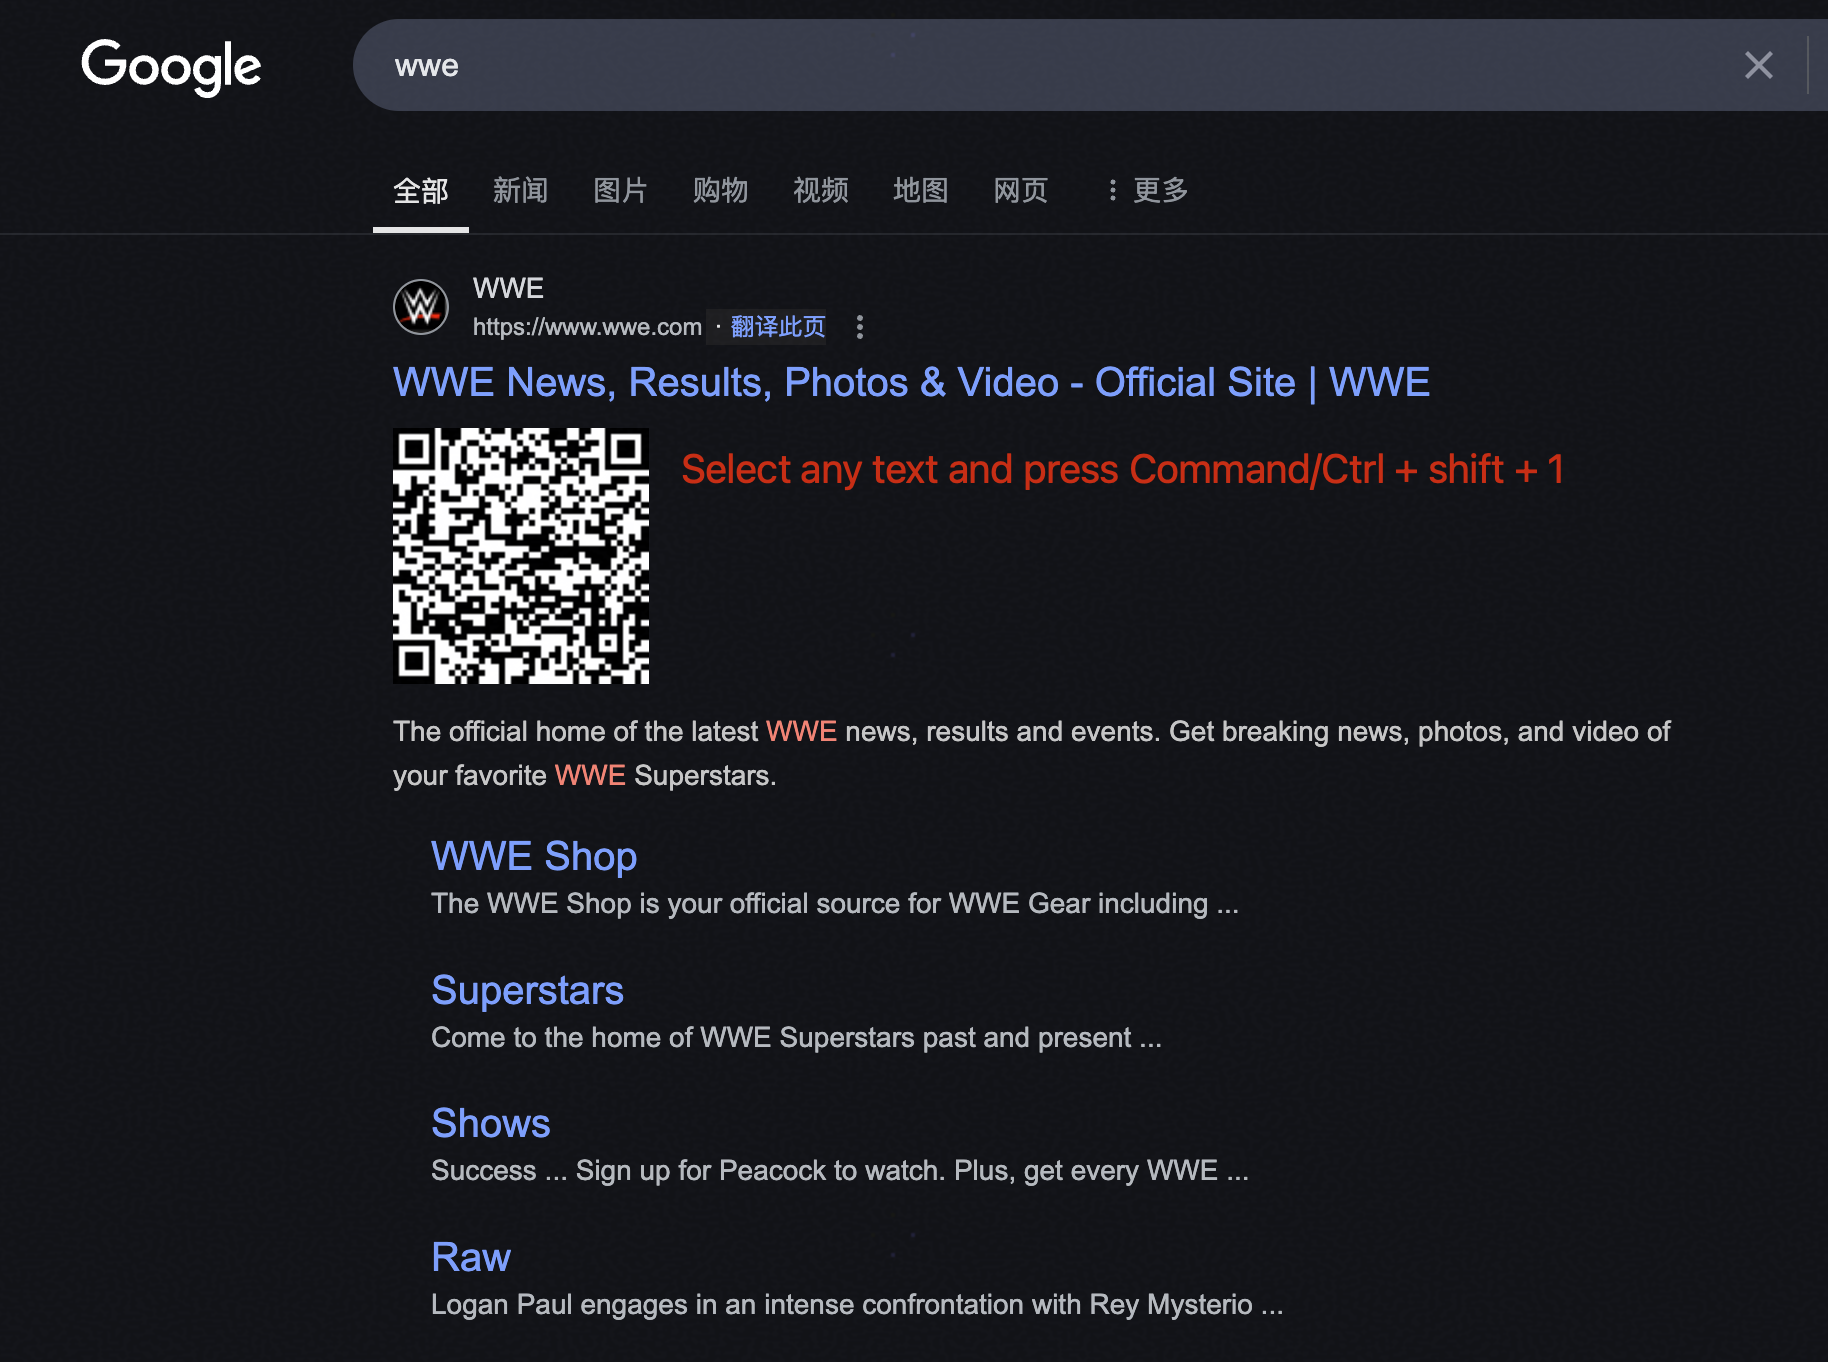 Google
wwe
全部 新闻 图片 购物 视频 地图 网页 更多
WWE
https://www.wwe.com · 翻译此页
WWE News, Results, Photos & Video - Official Site | WWE
Select any text and press Command/Ctrl + shift + 1
The official home of the latest WWE news, results and events. Get breaking news, photos, and video of
your favorite WWE Superstars.
WWE Shop
The WWE Shop is your official source for WWE Gear including ...
Superstars
Come to the home of WWE Superstars past and present ...
Shows
Success ... Sign up for Peacock to watch. Plus, get every WWE ...
Raw
Logan Paul engages in an intense confrontation with Rey Mysterio ...